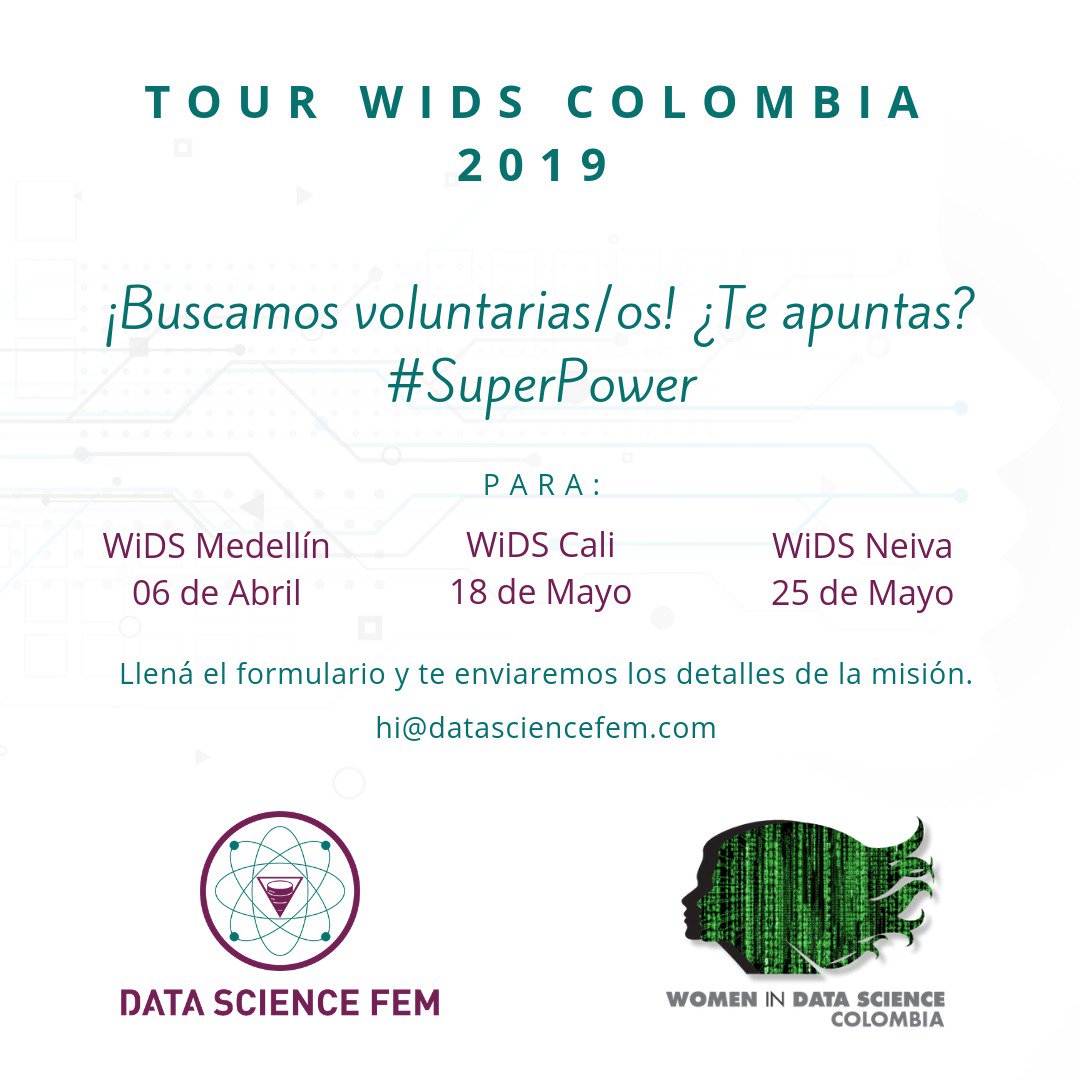 TOUR WIDS COLOMBIA
2019
¡Buscamos voluntarias/os! ¿Te apuntas?
#SuperPower
PARA:
WiDS Medellín
06 de Abril
WiDS Cali
18 de Mayo
WiDS Neiva
25 de Mayo
Llená el formulario y te enviaremos los detalles de la misión.
hi@datasciencefem.com
DATA SCIENCE FEM
WOMEN IN DATA SCIENCE
COLOMBIA